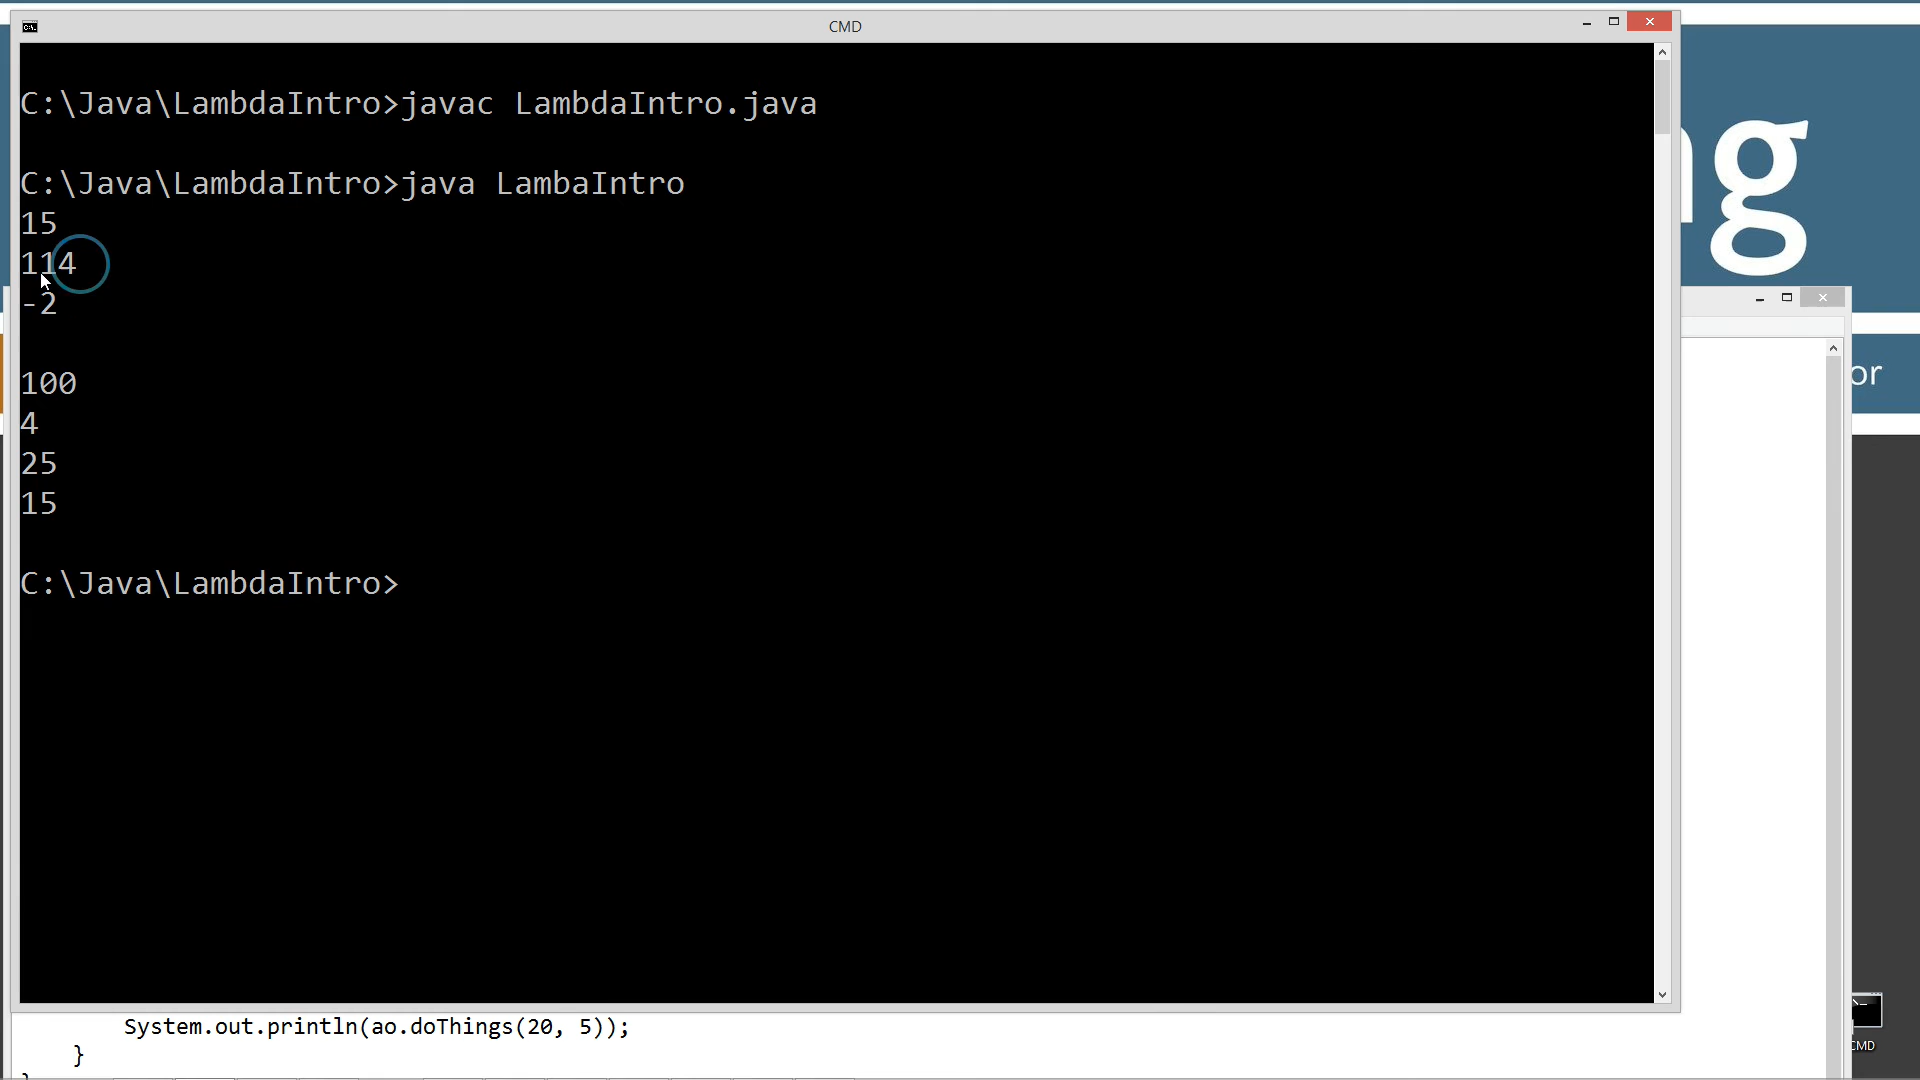 CMD
C:\Java\LambdaIntro>javac LambdaIntro.java
C:\Java\LambdaIntro>java LambaIntro
15
114
-2
100
4
25
15
C:\Java\LambdaIntro>
g
or
System.out.println(ao.doThings(20, 5));
}
CMD